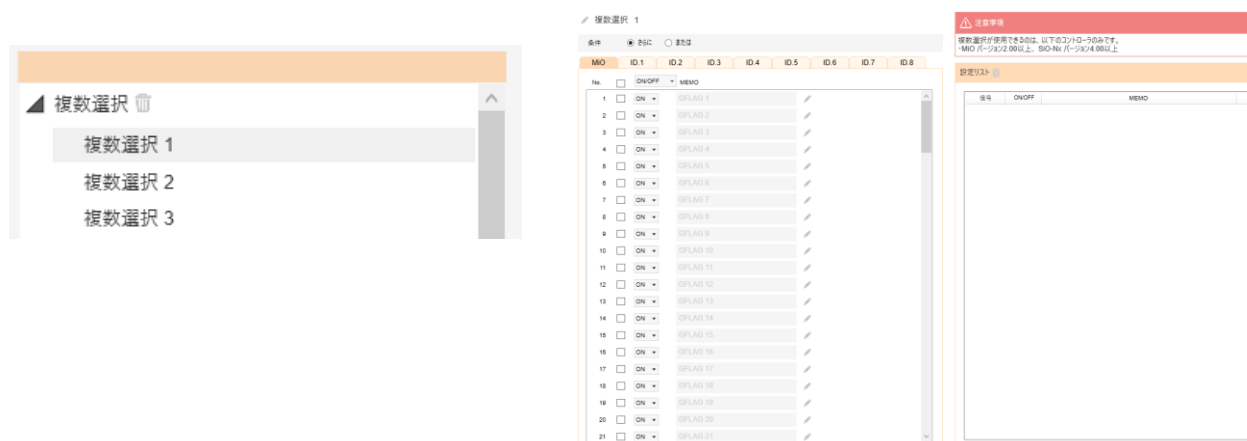 複数選択
複数選択 1
複数選択 2
複数選択 3
複数選択 1
条件 さらに または
MiO ID.1 ID.2 ID.3 ID.4 ID.5 ID.6 ID.7 ID.8
No. ON/OFF MEMO
1 ON GFLAG 1
2 ON GFLAG 2
3 ON GFLAG 3
4 ON GFLAG 4
5 ON GFLAG 5
6 ON GFLAG 6
7 ON GFLAG 7
8 ON GFLAG 8
9 ON GFLAG 9
10 ON GFLAG 10
11 ON GFLAG 11
12 ON GFLAG 12
13 ON GFLAG 13
14 ON GFLAG 14
15 ON GFLAG 15
16 ON GFLAG 16
17 ON GFLAG 17
18 ON GFLAG 18
19 ON GFLAG 19
20 ON GFLAG 20
21 ON GFLAG 21
注意事項
複数選択が使用できるのは、以下のコントローラのみです。
・MiO バージョン2.00以上、SiO-Nx バージョン4.00以上
設定リスト
信号 ON/OFF MEMO